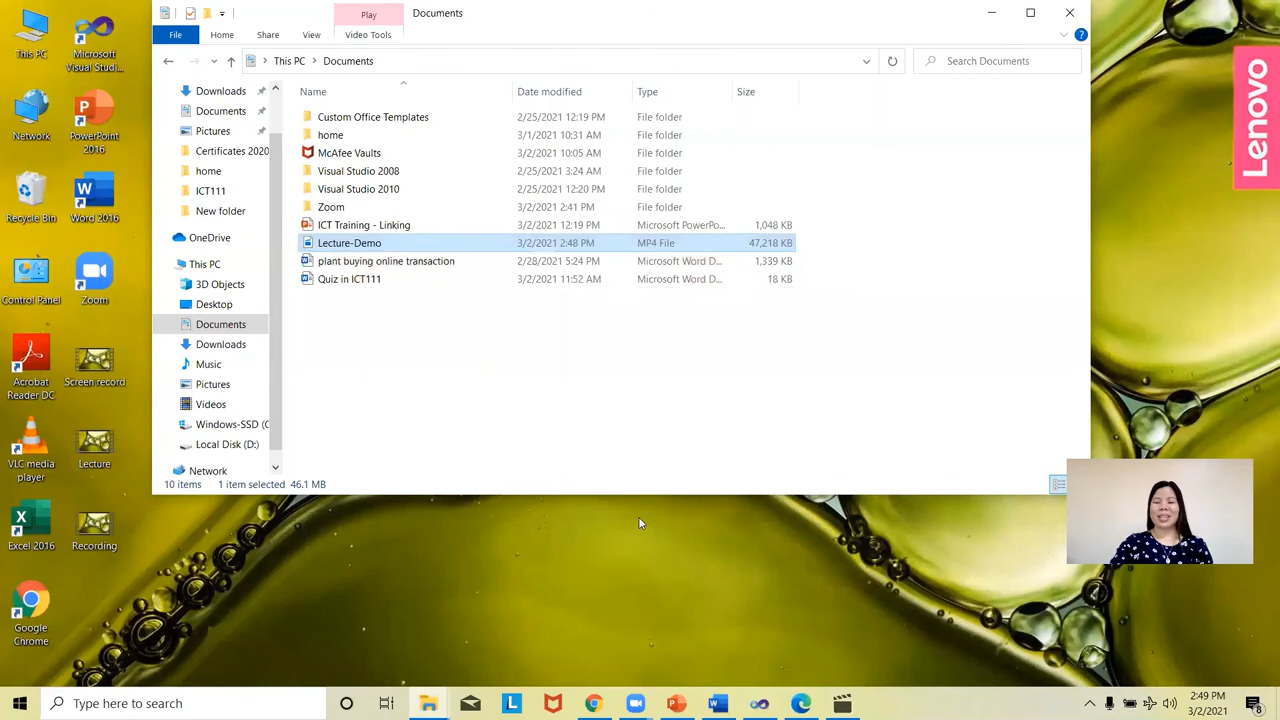 This PC
Microsoft
Visual Studi...
Network
PowerPoint
2016
Recycle Bin
Word 2016
Control Panel
Zoom
Acrobat
Reader DC
Screen record
VLC media
player
Lecture
Excel 2016
Recording
Google
Chrome
Play
Documents
File
Home
Share
View
Video Tools
This PC
Documents
Search Documents
Downloads
Documents
Pictures
Certificates 2020
home
ICT111
New folder
OneDrive
This PC
3D Objects
Desktop
Documents
Downloads
Music
Pictures
Videos
Windows-SSD (C
Local Disk (D:)
Network
Name Date modified Type Size
Custom Office Templates 2/25/2021 12:19 PM File folder
home 3/1/2021 10:31 AM File folder
McAfee Vaults 3/2/2021 10:05 AM File folder
Visual Studio 2008 2/25/2021 3:24 AM File folder
Visual Studio 2010 2/25/2021 12:20 PM File folder
Zoom 3/2/2021 2:41 PM File folder
ICT Training - Linking 3/2/2021 12:19 PM Microsoft PowerPo... 1,048 KB
Lecture-Demo 3/2/2021 2:48 PM MP4 File 47,218 KB
plant buying online transaction 2/28/2021 5:24 PM Microsoft Word D... 1,339 KB
Quiz in ICT111 3/2/2021 11:52 AM Microsoft Word D... 18 KB
10 items 1 item selected 46.1 MB
Lenovo
Type here to search
2:49 PM
3/2/2021
8